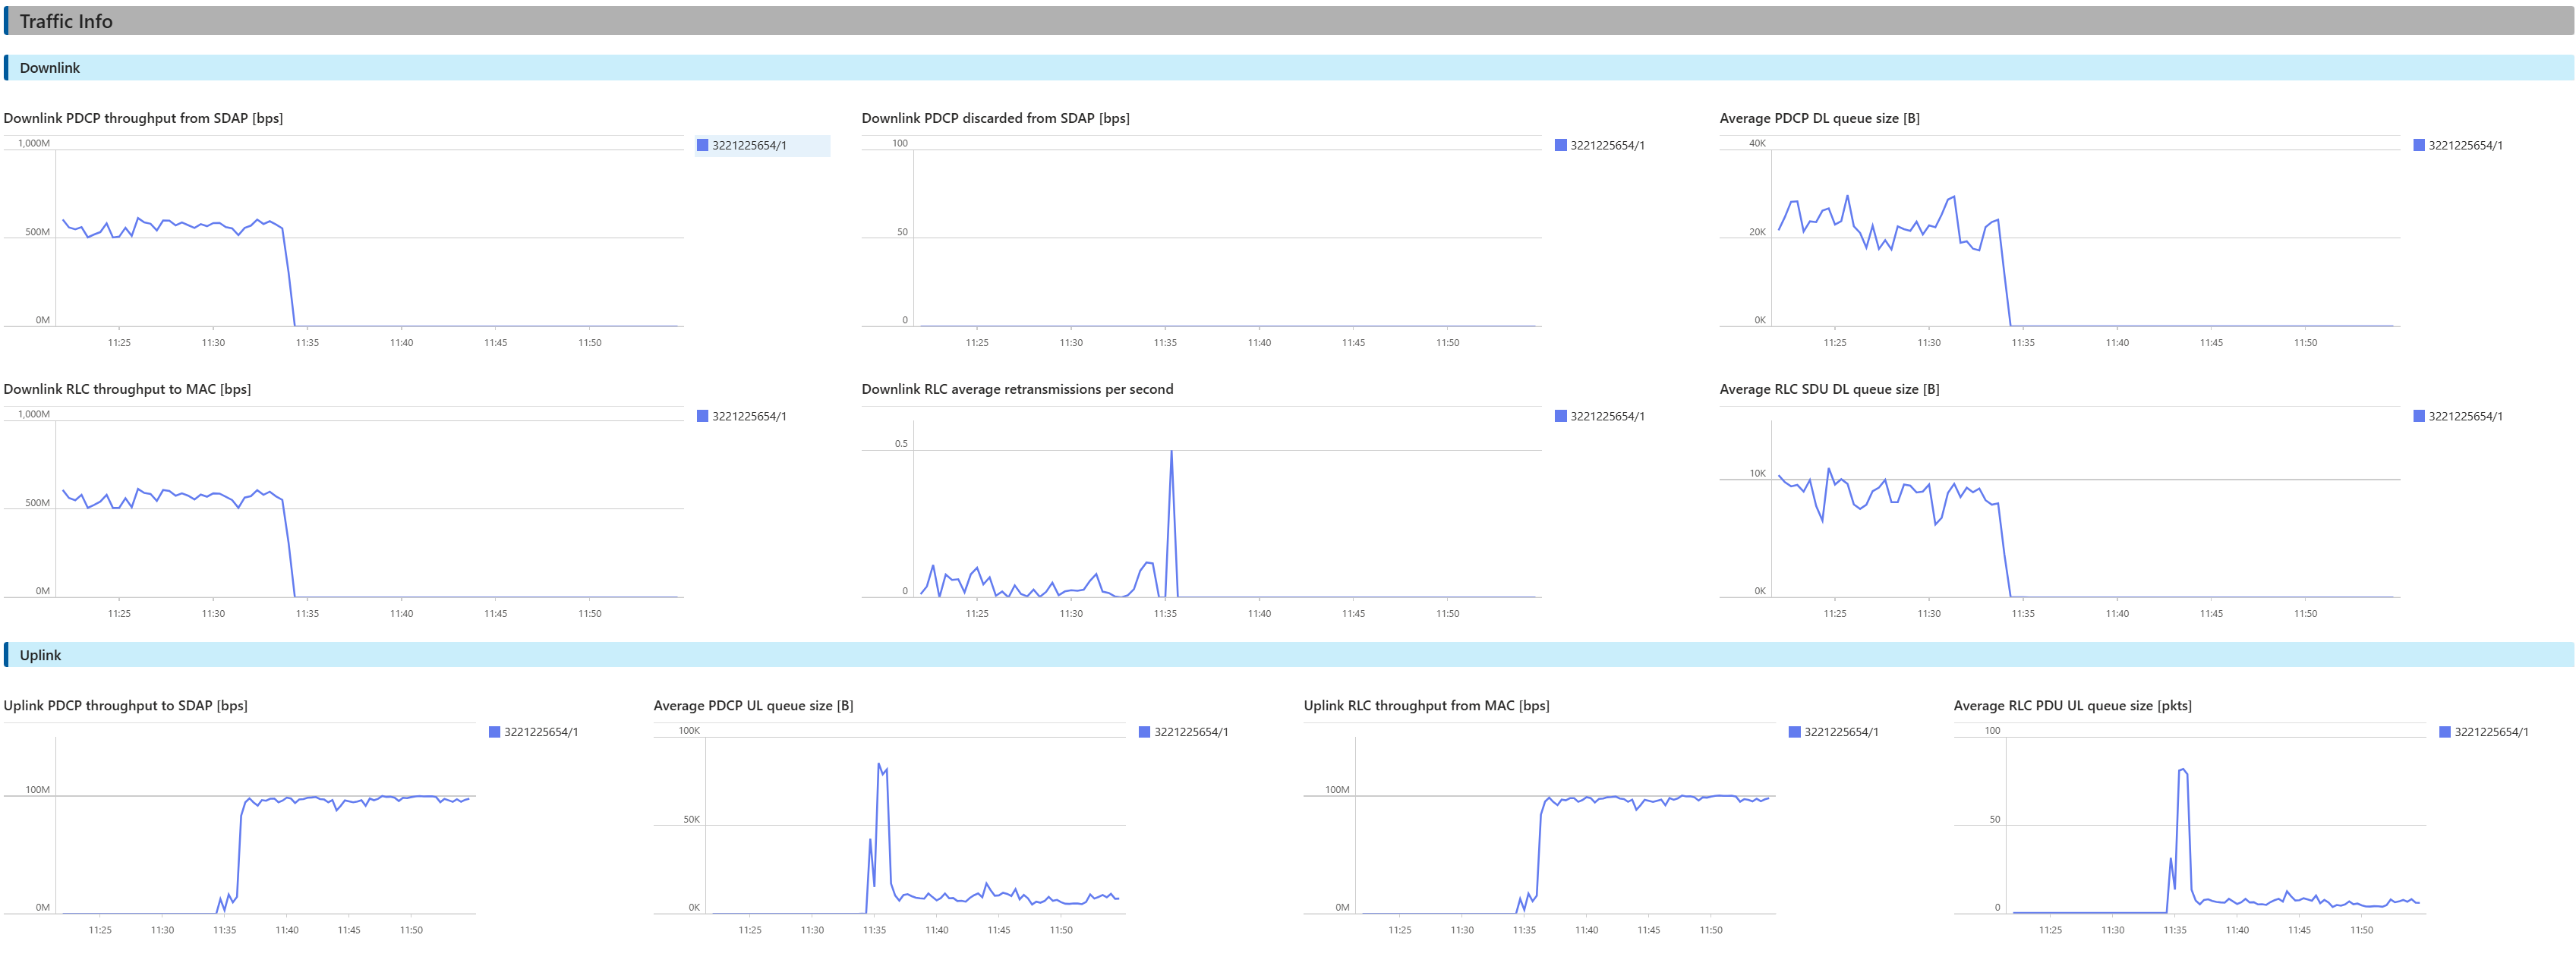 Traffic Info
Downlink
Downlink PDCP throughput from SDAP [bps]
1,000M
500M
0M
11:25 11:30 11:35 11:40 11:45 11:50
3221225654/1
Downlink PDCP discarded from SDAP [bps]
100
50
0
11:25 11:30 11:35 11:40 11:45 11:50
3221225654/1
Average PDCP DL queue size [B]
40K
20K
0K
11:25 11:30 11:35 11:40 11:45 11:50
3221225654/1
Downlink RLC throughput to MAC [bps]
1,000M
500M
0M
11:25 11:30 11:35 11:40 11:45 11:50
3221225654/1
Downlink RLC average retransmissions per second
0.5
0
11:25 11:30 11:35 11:40 11:45 11:50
3221225654/1
Average RLC SDU DL queue size [B]
10K
0K
11:25 11:30 11:35 11:40 11:45 11:50
3221225654/1
Uplink
Uplink PDCP throughput to SDAP [bps]
100M
0M
11:25 11:30 11:35 11:40 11:45 11:50
3221225654/1
Average PDCP UL queue size [B]
100K
50K
0K
11:25 11:30 11:35 11:40 11:45 11:50
3221225654/1
Uplink RLC throughput from MAC [bps]
100M
0M
11:25 11:30 11:35 11:40 11:45 11:50
3221225654/1
Average RLC PDU UL queue size [pkts]
100
50
0
11:25 11:30 11:35 11:40 11:45 11:50
3221225654/1